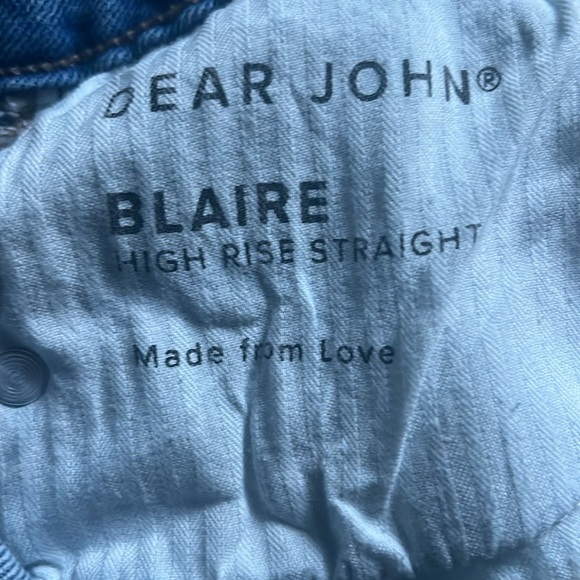 DEAR JOHN®
BLAIRE
HIGH RISE STRAIGHT
Made from Love